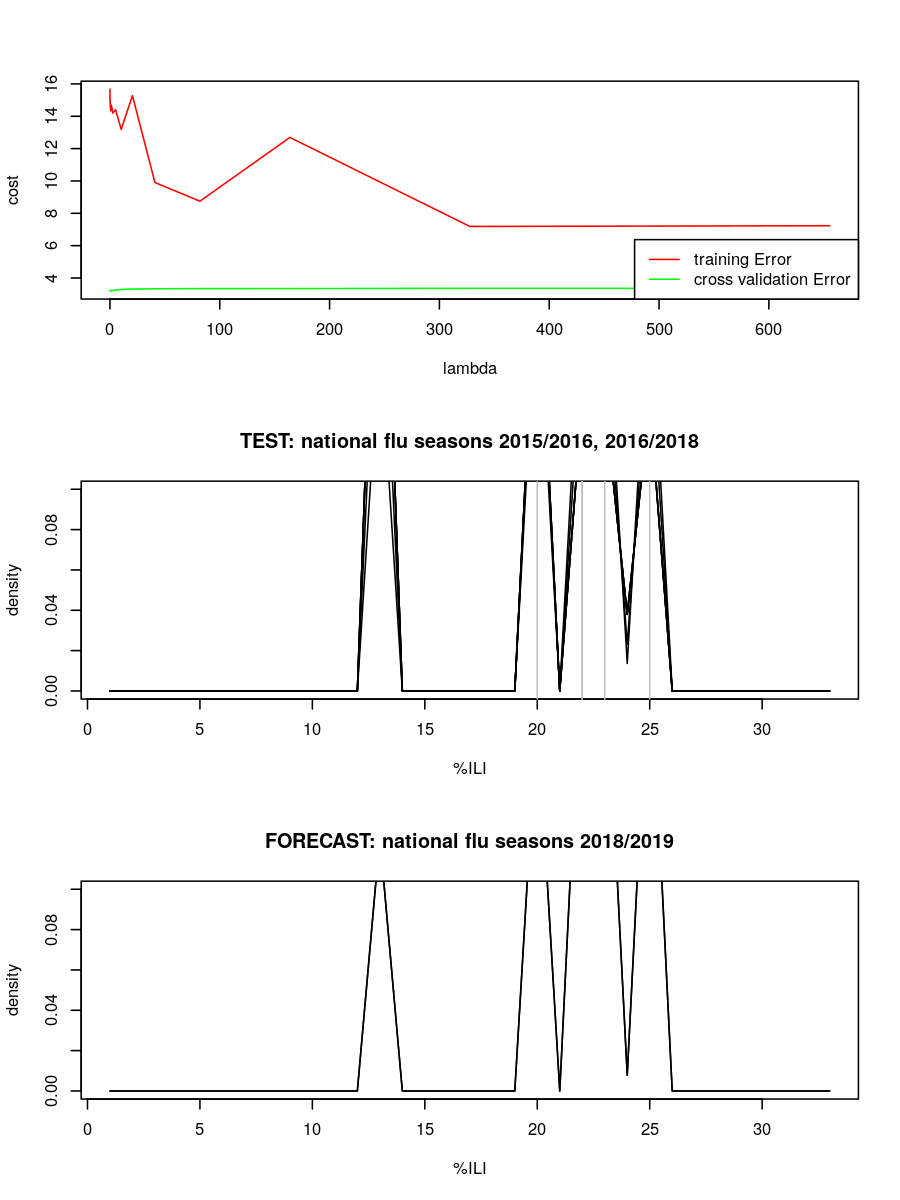 16
14
12
10
8
6
4
cost
training Error
cross validation Error
0 100 200 300 400 500 600
lambda
TEST: national flu seasons 2015/2016, 2016/2018
0.08
0.04
0.00
density
0 5 10 15 20 25 30
%ILI
FORECAST: national flu seasons 2018/2019
0.08
0.04
0.00
density
0 5 10 15 20 25 30
%ILI